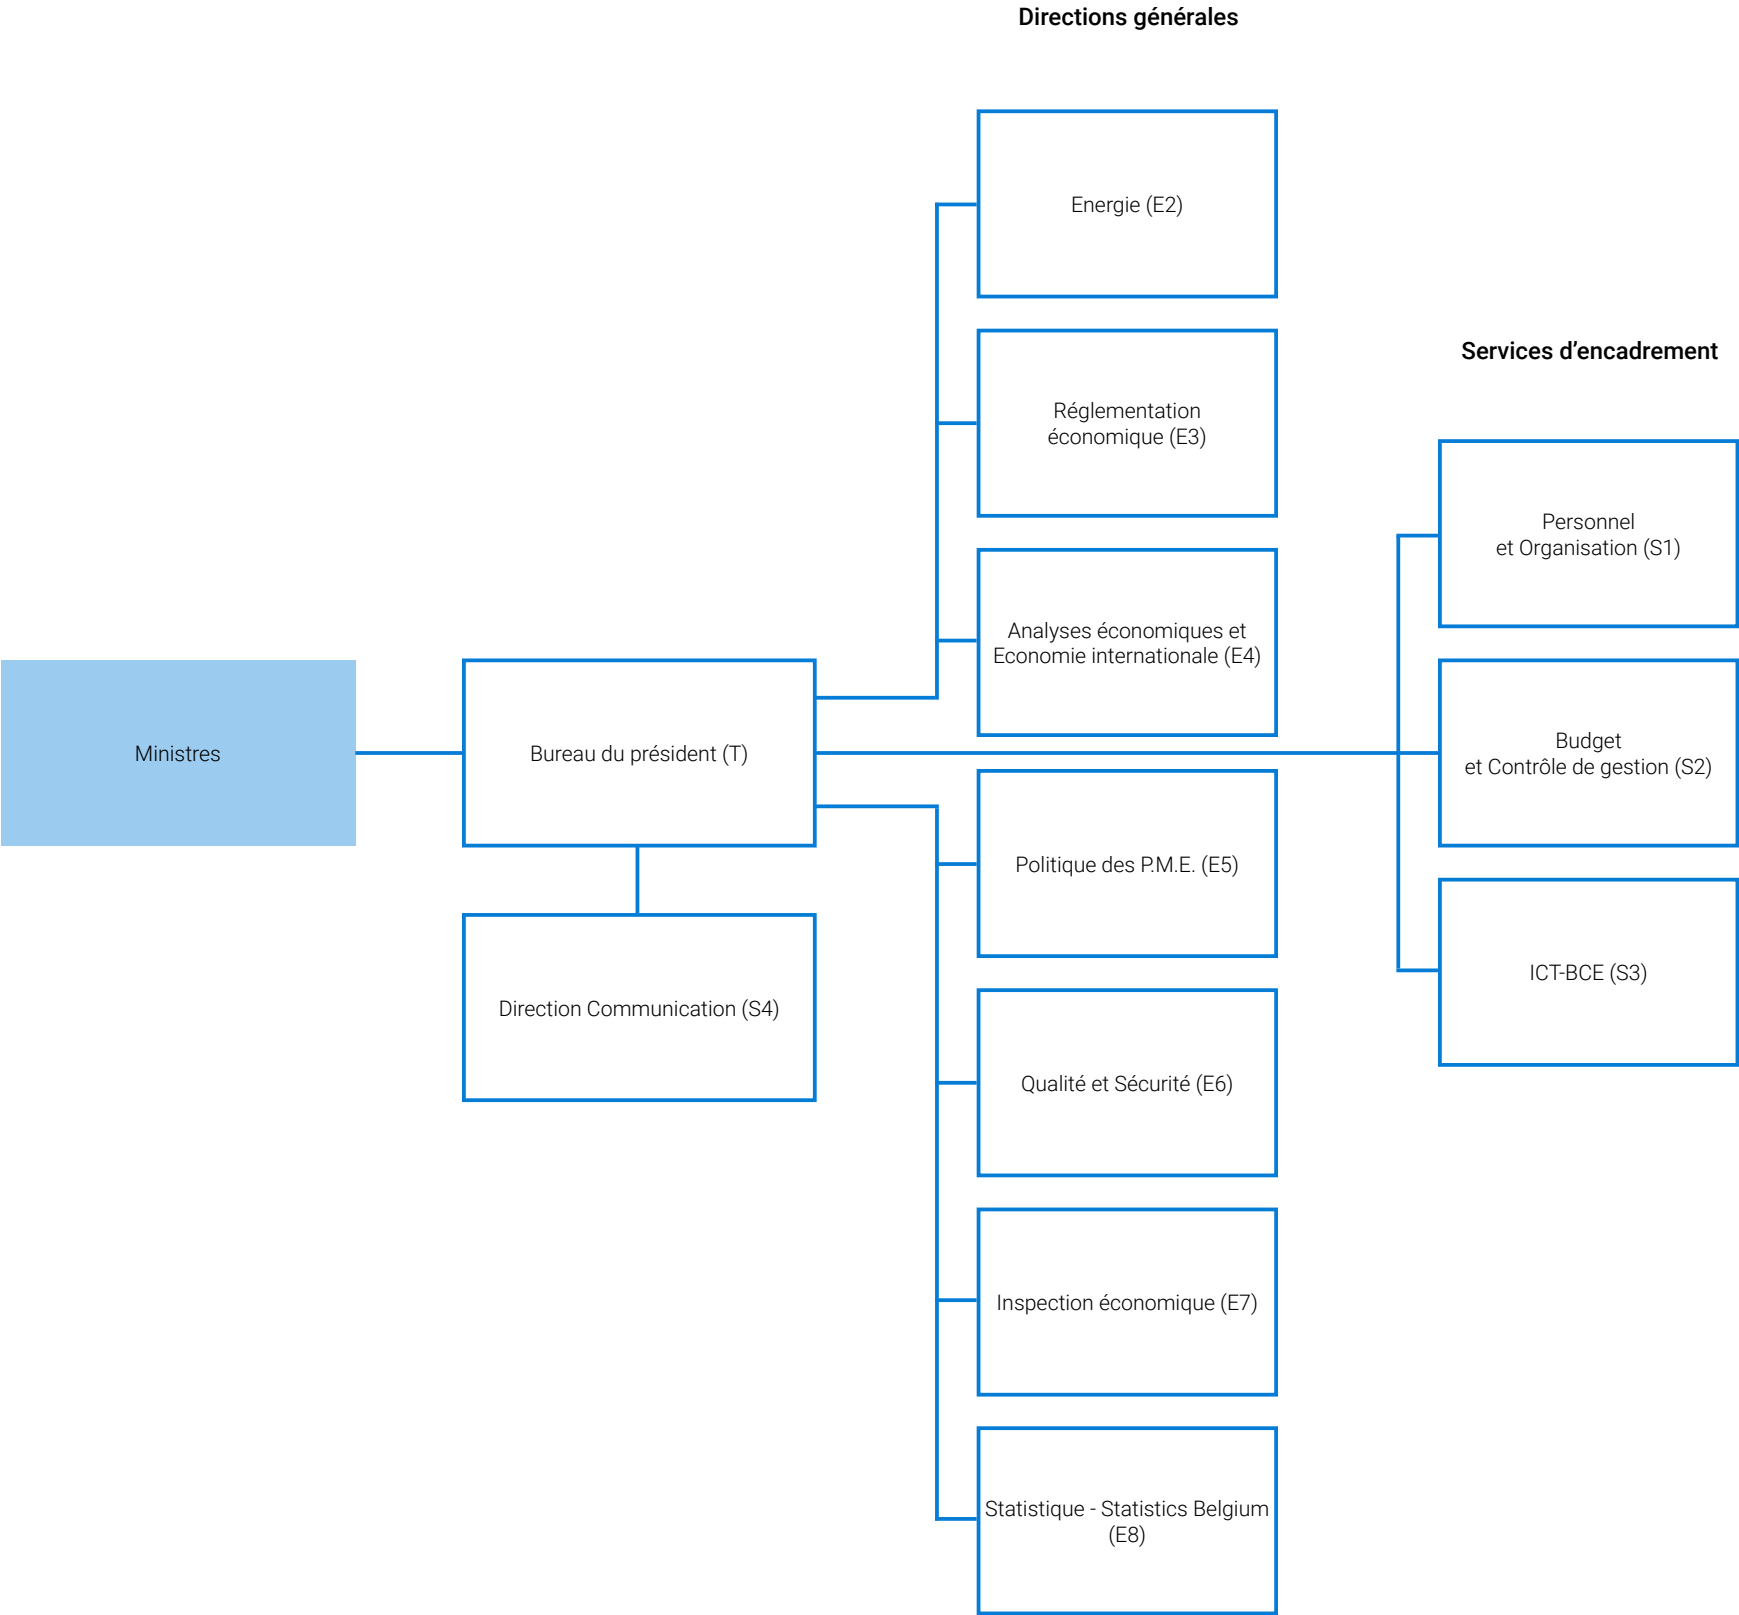 Directions générales
Energie (E2)
Réglementation
économique (E3)
Analyses économiques et
Economie internationale (E4)
Politique des P.M.E. (E5)
Qualité et Sécurité (E6)
Inspection économique (E7)
Statistique - Statistics Belgium
(E8)
Services d’encadrement
Personnel
et Organisation (S1)
Budget
et Contrôle de gestion (S2)
ICT-BCE (S3)
Ministres
Bureau du président (T)
Direction Communication (S4)